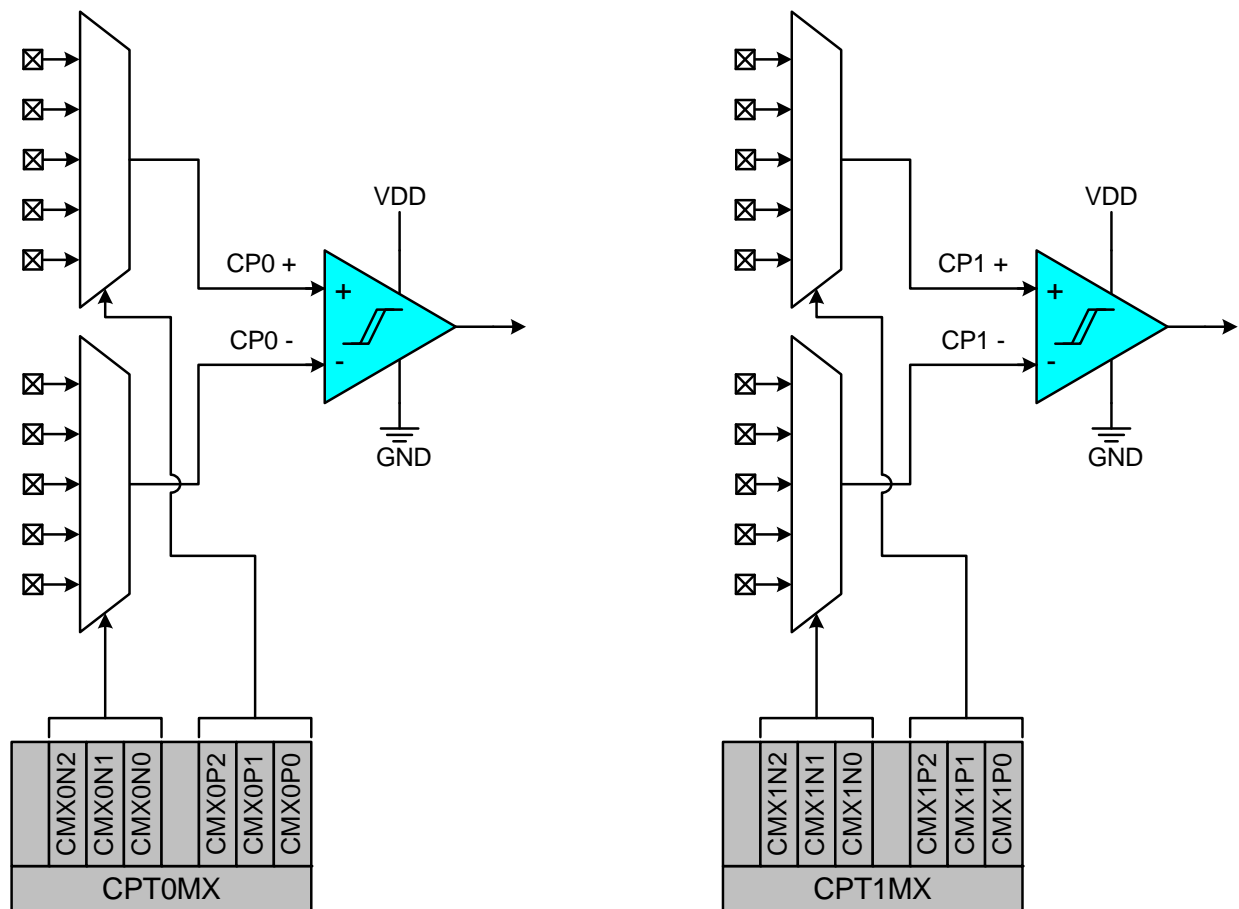 VDD
CP0 +
+
CP0 -
-
GND
CMX0N2
CMX0N1
CMX0N0
CMX0P2
CMX0P1
CMX0P0
CPT0MX
VDD
CP1 +
+
CP1 -
-
GND
CMX1N2
CMX1N1
CMX1N0
CMX1P2
CMX1P1
CMX1P0
CPT1MX